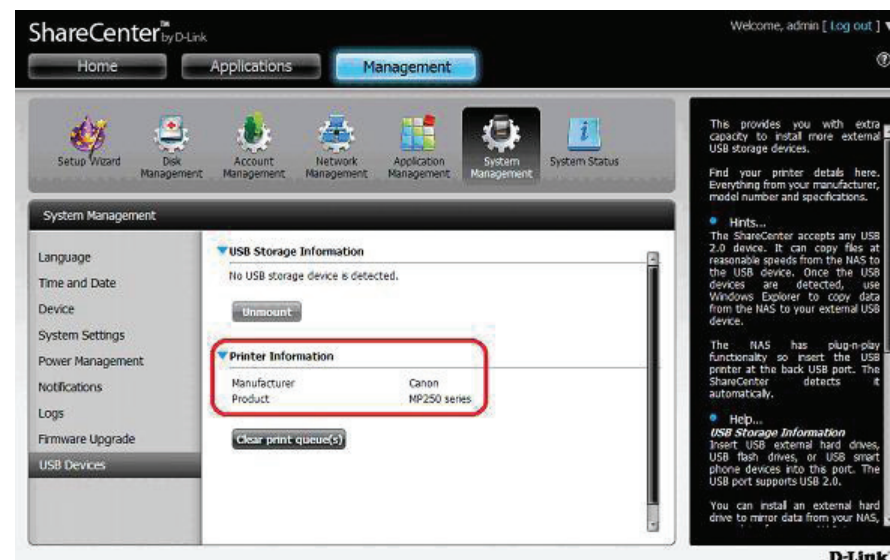 ShareCenter™ by D-Link
Welcome, admin [ Log out ]
Home
Applications
Management
Setup Wizard
Disk
Management
Account
Management
Network
Management
Application
Management
System
Management
System Status
System Management
Language
Time and Date
Device
System Settings
Power Management
Notifications
Logs
Firmware Upgrade
USB Devices
USB Storage Information
No USB storage device is detected.
Unmount
Printer Information
Manufacturer Canon
Product MP250 series
Clear print queue(s)
This provides you with extra
capacity to install more external
USB storage devices.
Find your printer details here.
Everything from your manufacturer,
model number and specifications.
Hints...
The ShareCenter accepts any USB
2.0 device. It can copy files at
reasonable speeds from the NAS to
the USB device. Once the USB
devices are detected, use
Windows Explorer to copy data
from the NAS to your external USB
device.
The NAS has plug-n-play
functionality so insert the USB
printer at the back USB port. The
ShareCenter detects it
automatically.
Help...
USB Storage Information
Insert USB external hard drives,
USB flash drives, or USB smart
phone devices into this port. The
USB port supports USB 2.0.
You can install an external hard
drive to mirror data from your NAS,
D-Link